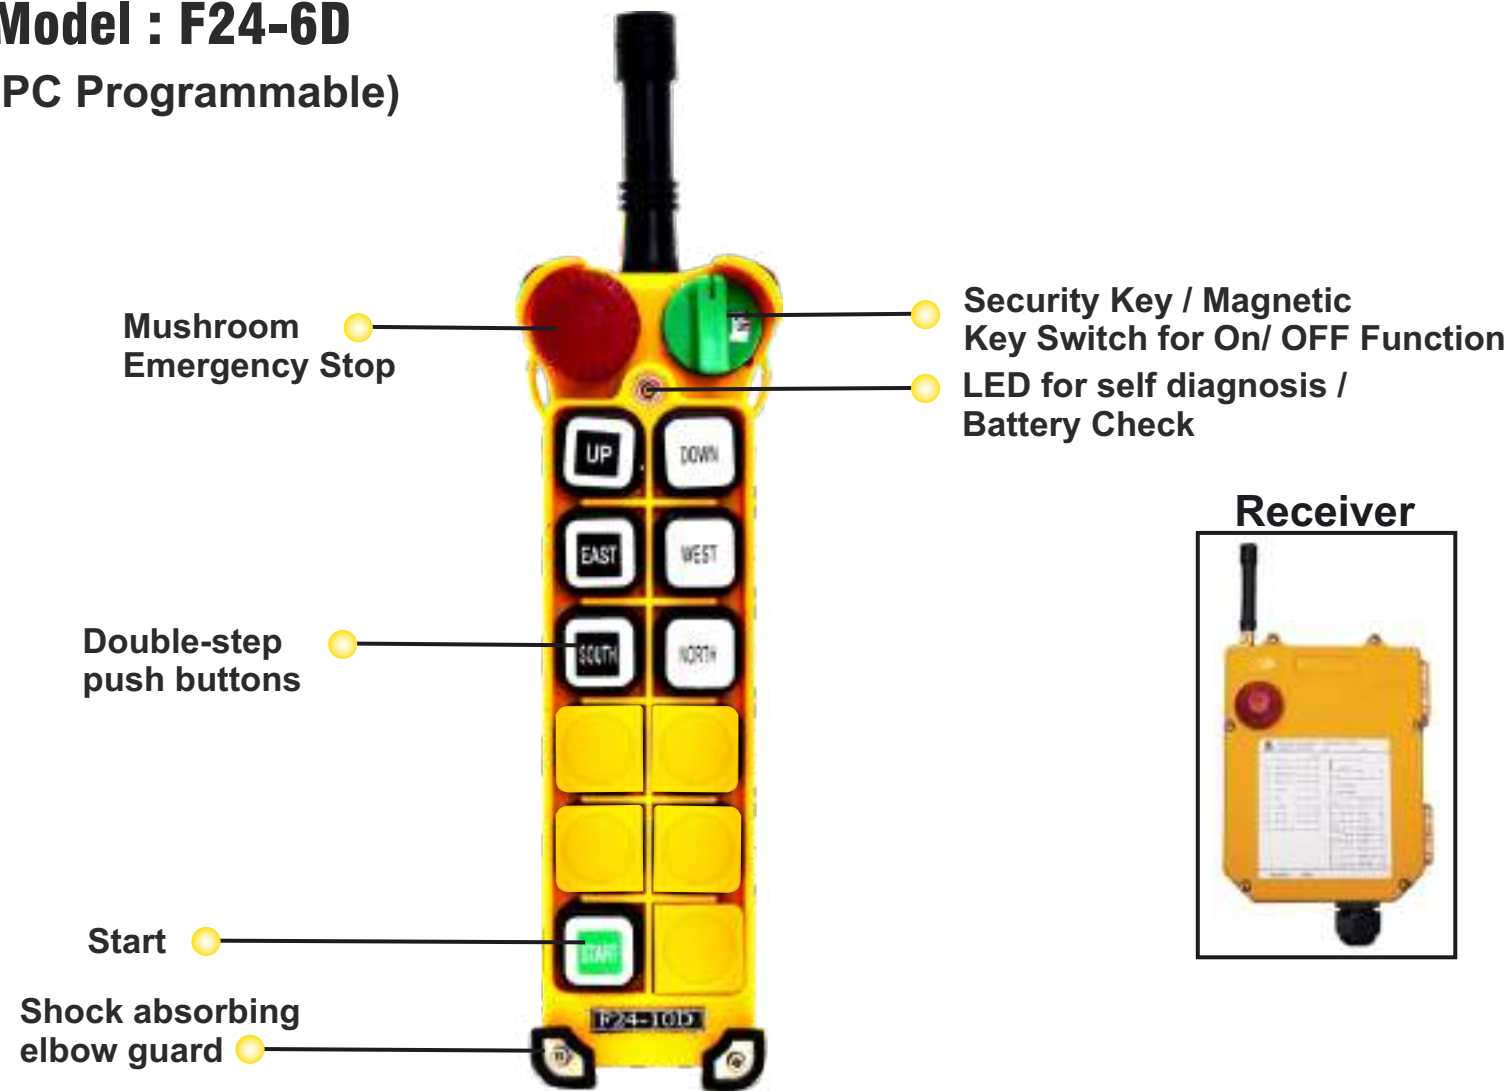 Model : F24-6D
PC Programmable)
Mushroom
Emergency Stop
Security Key / Magnetic
Key Switch for On/ OFF Function
LED for self diagnosis /
Battery Check
UP
DOWN
EAST
WEST
Receiver
Double-step
push buttons
SOUTH
NORTH
Start
START
Shock absorbing
elbow guard
F24-10D